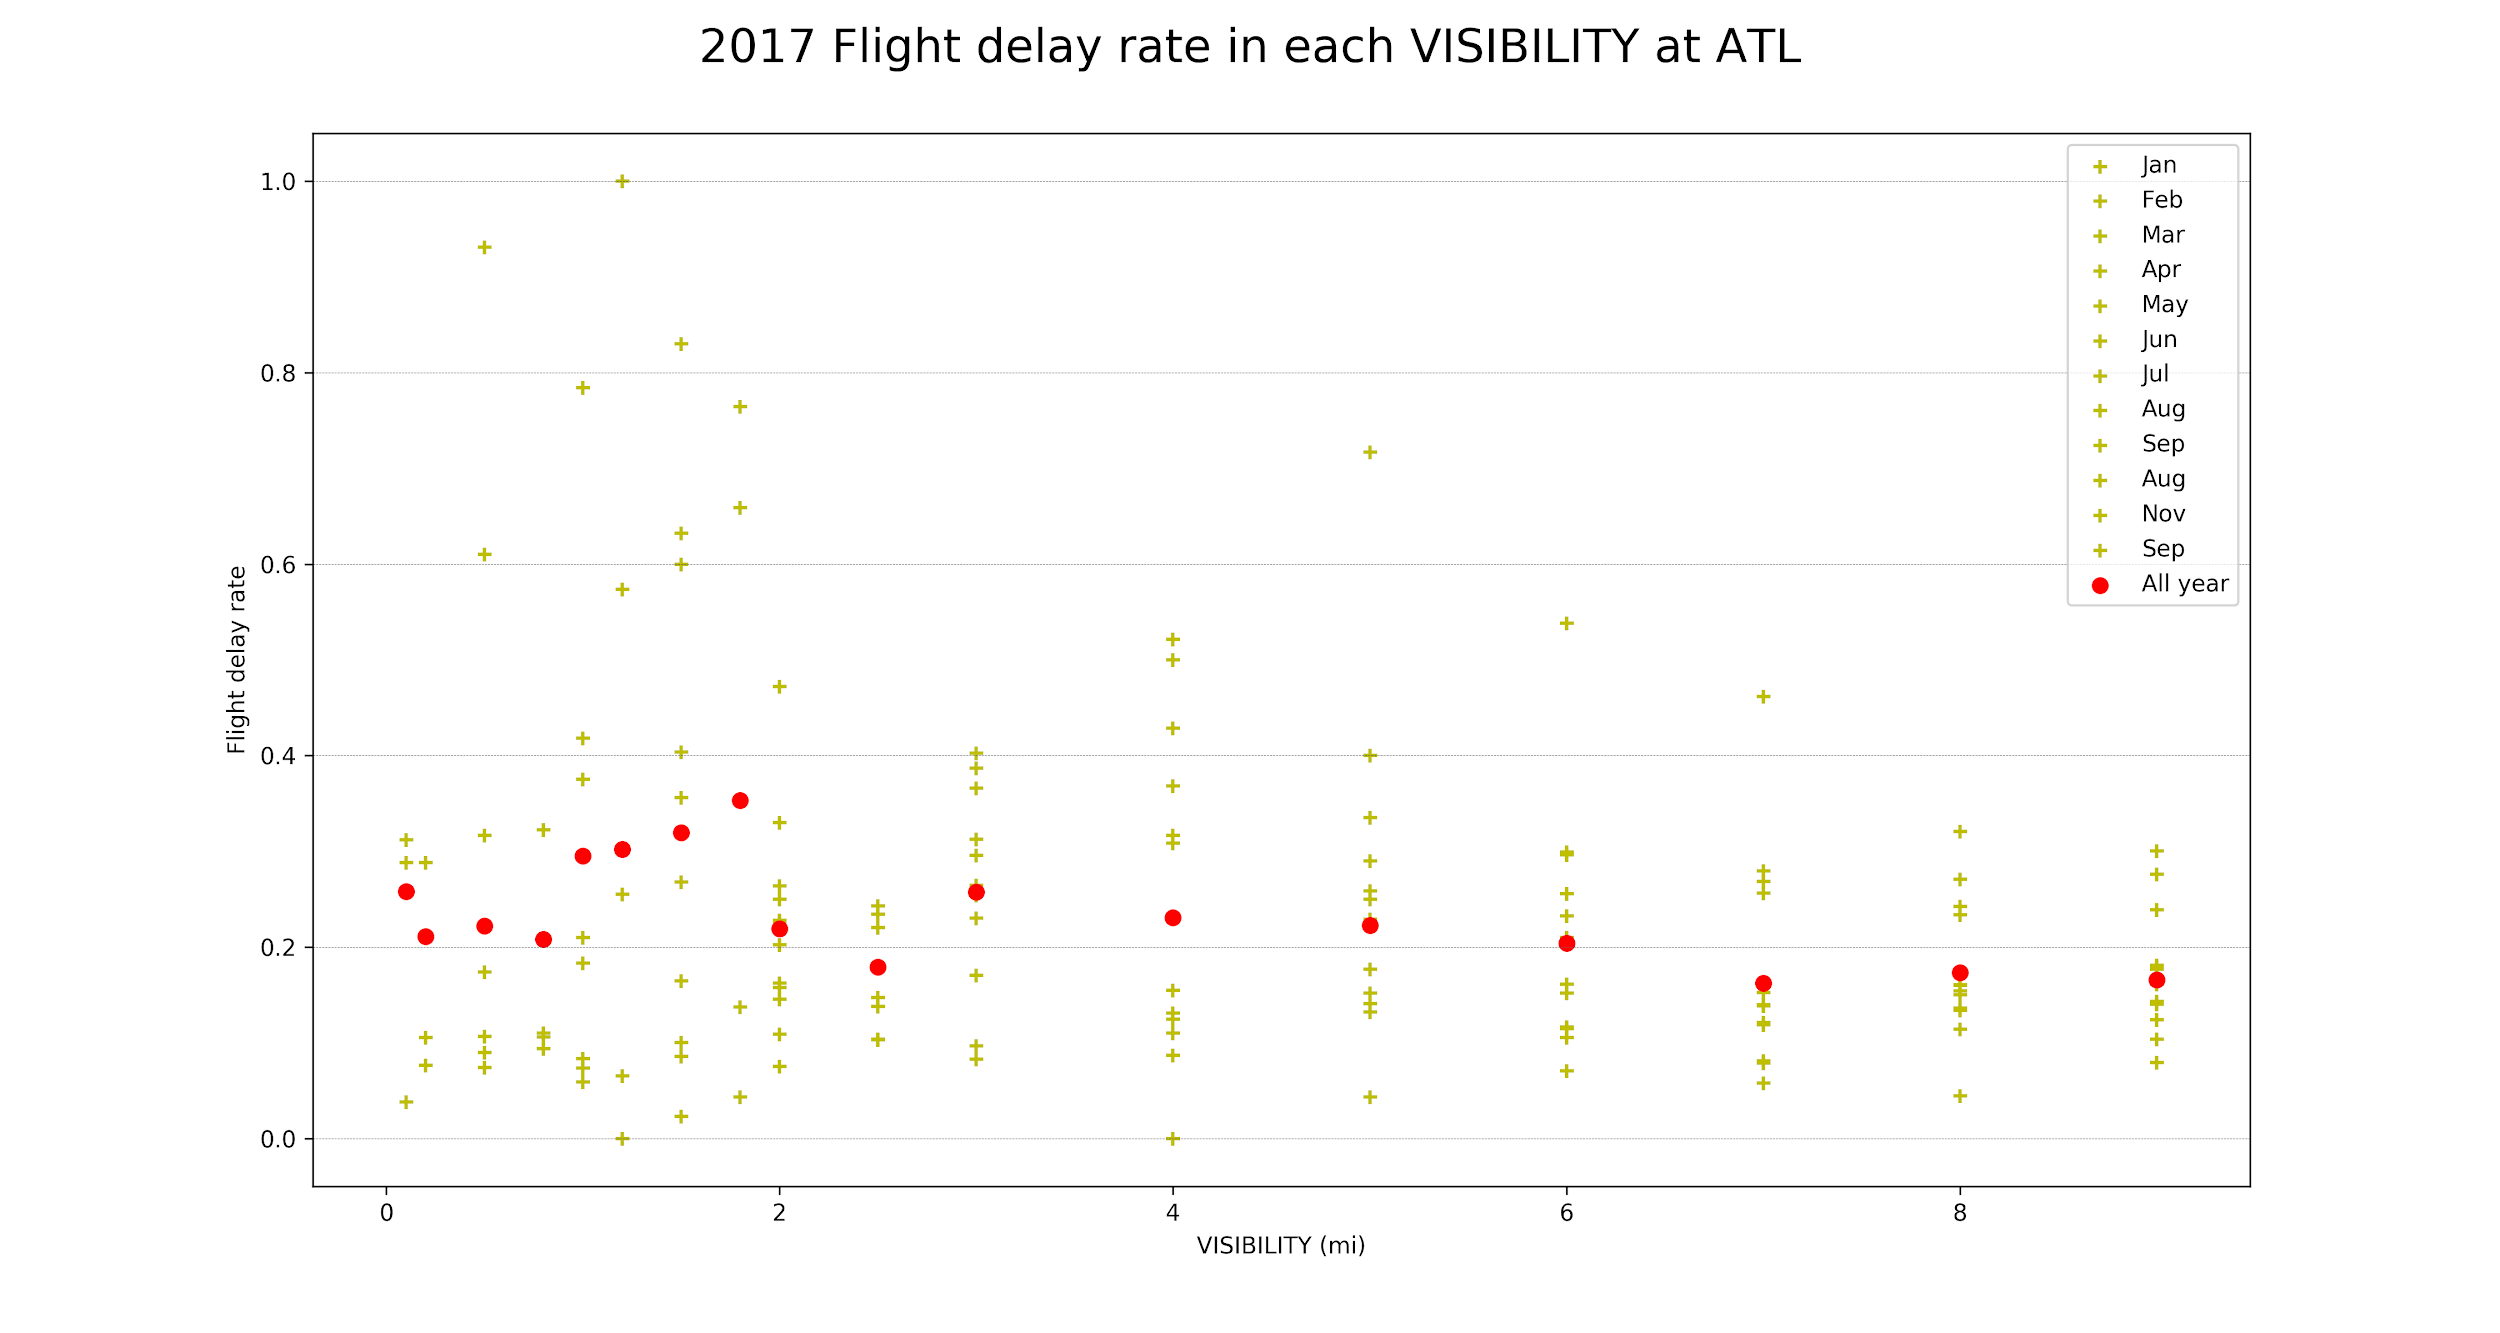 2017 Flight delay rate in each VISIBILITY at ATL
Jan
Feb
Mar
Apr
May
Jun
Jul
Aug
Sep
Aug
Nov
Sep
All year
1.0
0.8
0.6
0.4
0.2
0.0
Flight delay rate
0 2 4 6 8
VISIBILITY (mi)